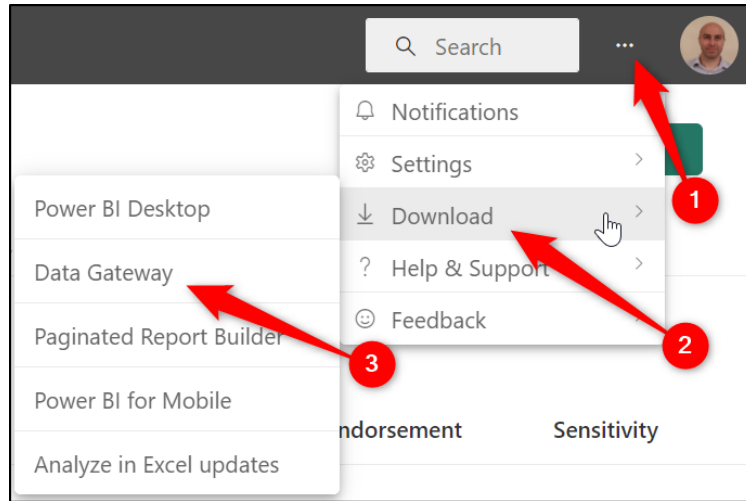 Search
...
Notifications
Settings
Download
? Help & Support
Feedback
1
2
Power BI Desktop
Data Gateway
Paginated Report Builder
Power BI for Mobile
Analyze in Excel updates
3
ndorsement
Sensitivity